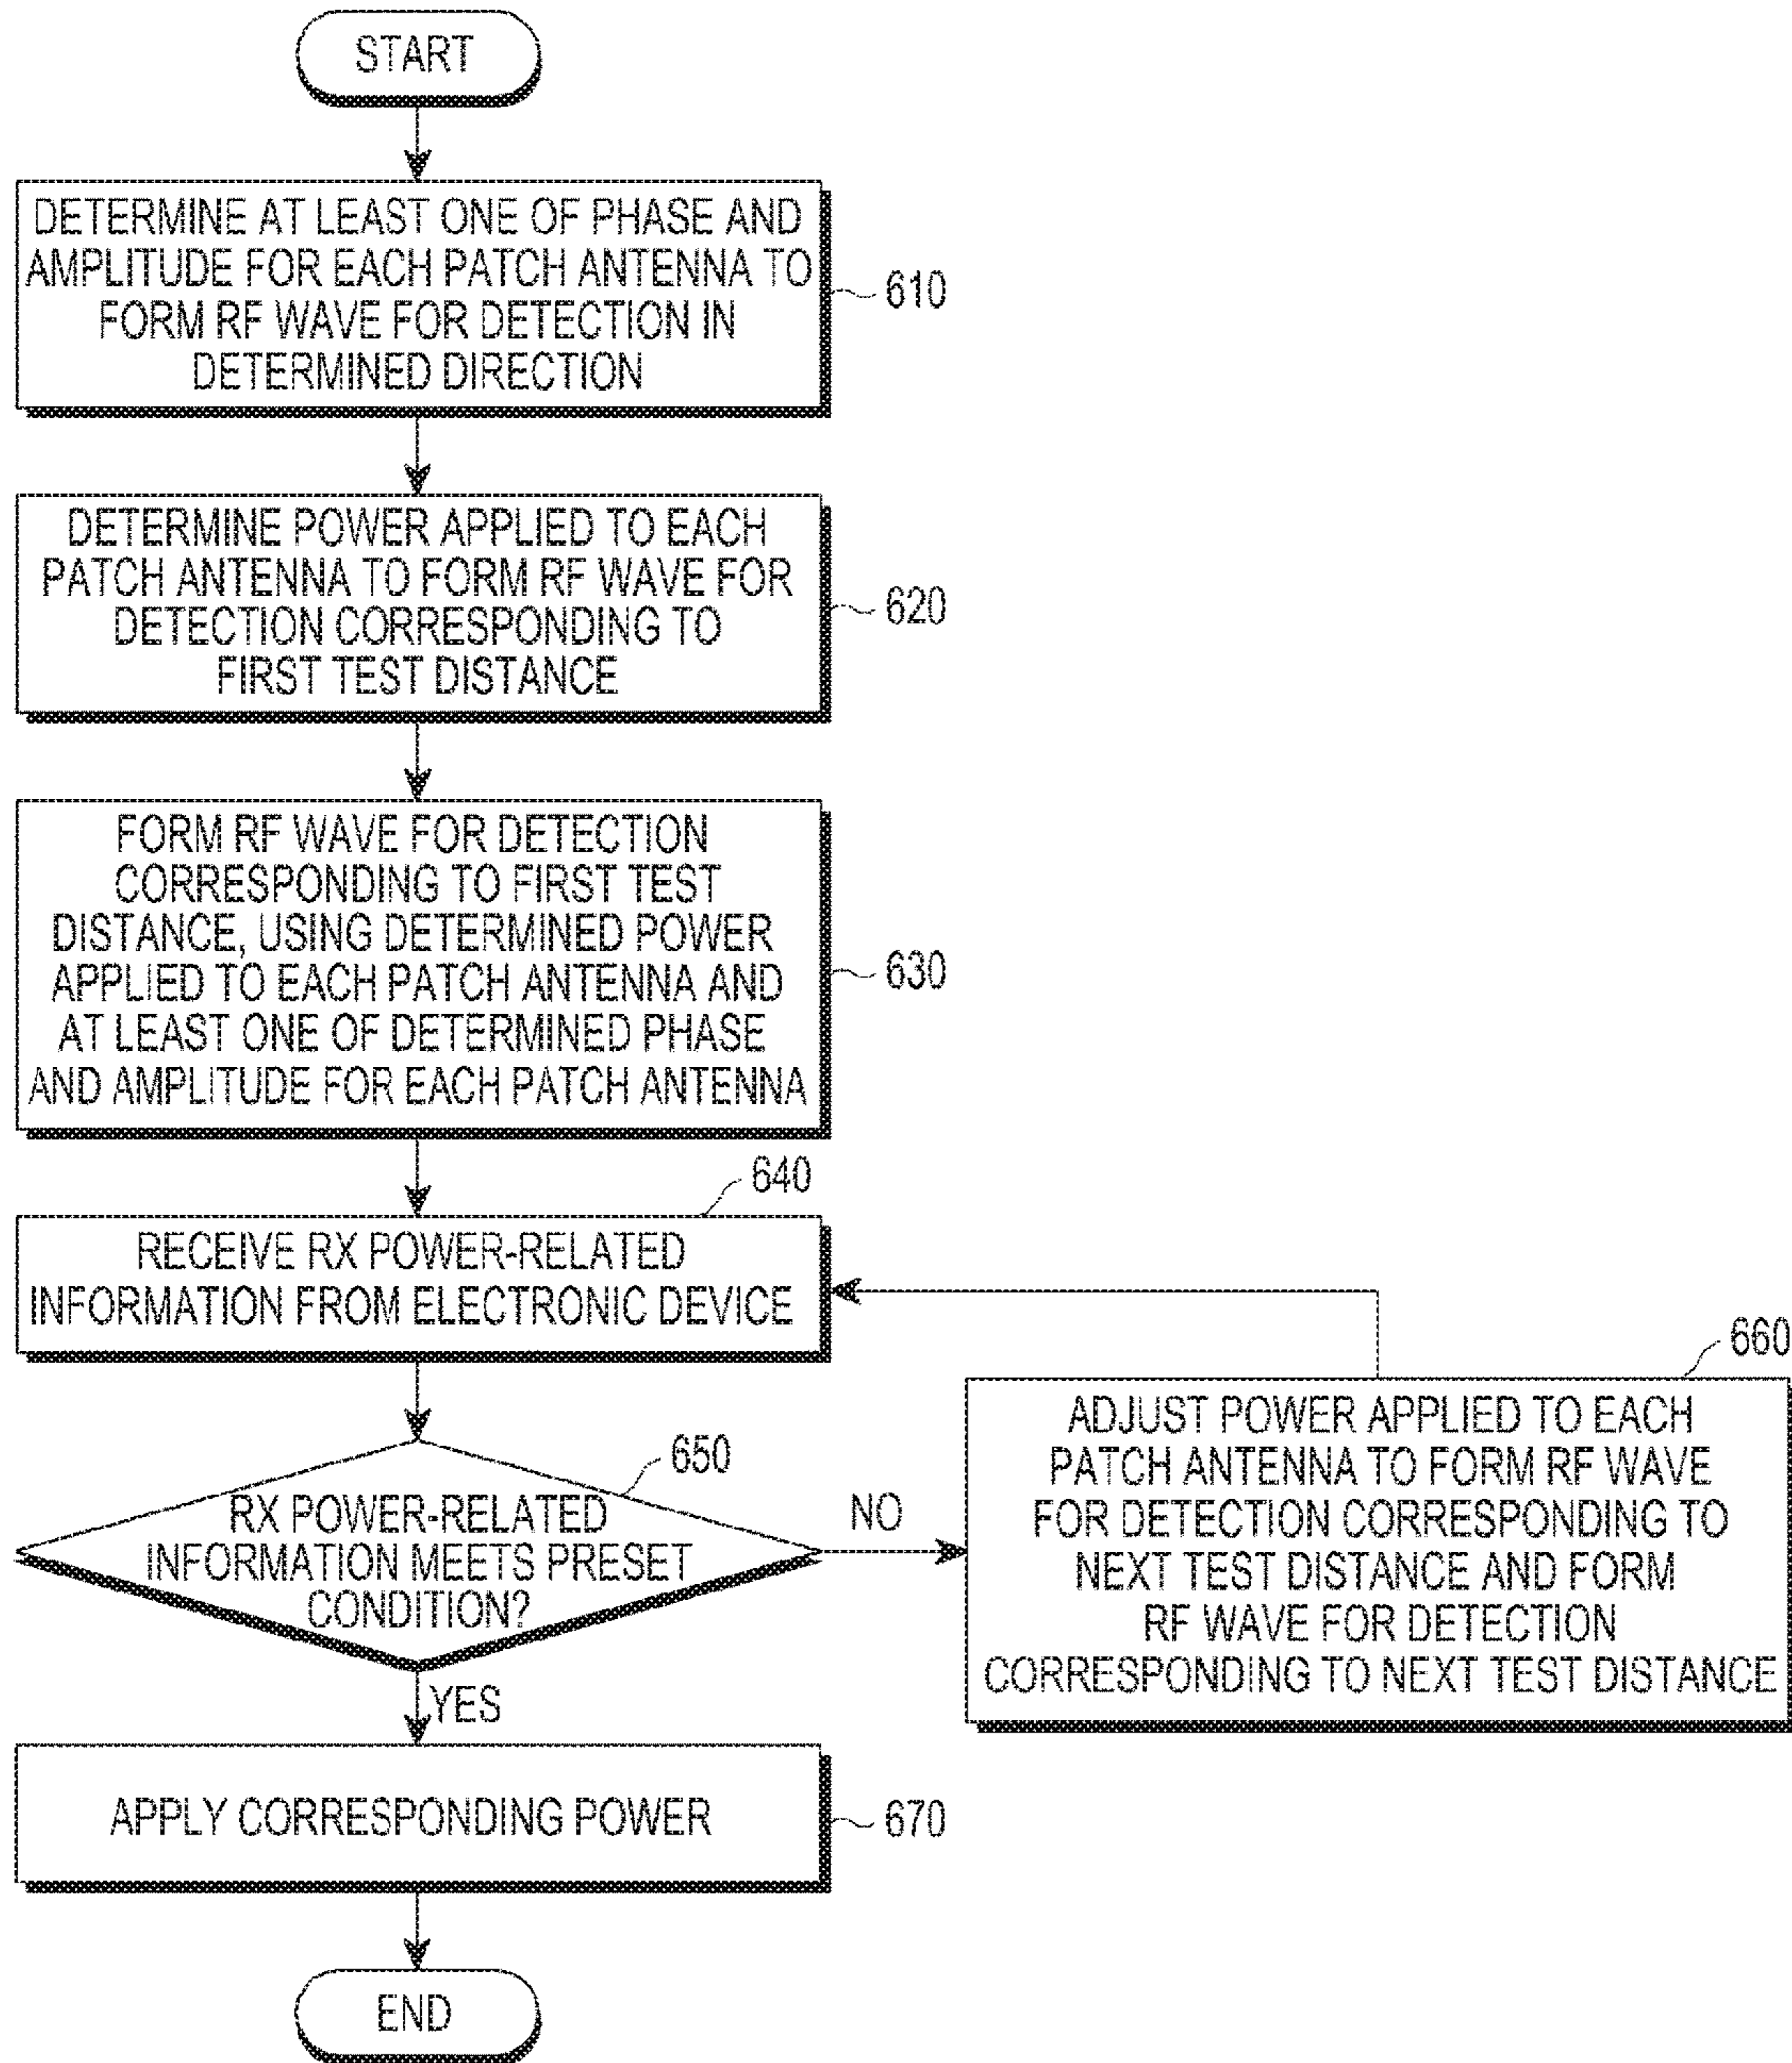 START
DETERMINE AT LEAST ONE OF PHASE AND
AMPLITUDE FOR EACH PATCH ANTENNA TO
FORM RF WAVE FOR DETECTION IN
DETERMINED DIRECTION
610
DETERMINE POWER APPLIED TO EACH
PATCH ANTENNA TO FORM RF WAVE FOR
DETECTION CORRESPONDING TO
FIRST TEST DISTANCE
620
FORM RF WAVE FOR DETECTION
CORRESPONDING TO FIRST TEST
DISTANCE, USING DETERMINED POWER
APPLIED TO EACH PATCH ANTENNA AND
AT LEAST ONE OF DETERMINED PHASE
AND AMPLITUDE FOR EACH PATCH ANTENNA
630
640
RECEIVE RX POWER-RELATED
INFORMATION FROM ELECTRONIC DEVICE
650
RX POWER-RELATED
INFORMATION MEETS PRESET
CONDITION?
NO
660
ADJUST POWER APPLIED TO EACH
PATCH ANTENNA TO FORM RF WAVE
FOR DETECTION CORRESPONDING TO
NEXT TEST DISTANCE AND FORM
RF WAVE FOR DETECTION
CORRESPONDING TO NEXT TEST DISTANCE
YES
APPLY CORRESPONDING POWER
670
END